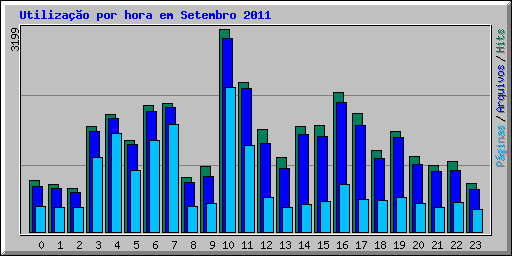 Utilização por hora em Setembro 2011
3199
Páginas / Arquivos / Hits
0 1 2 3 4 5 6 7 8 9 10 11 12 13 14 15 16 17 18 19 20 21 22 23